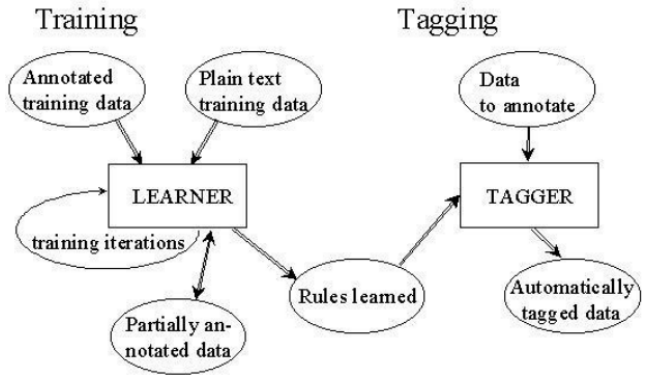 Training
Tagging
Annotated
training data
Plain text
training data
Data
to annotate
LEARNER
TAGGER
training iterations
Rules learned
Partially an-
notated data
Automatically
tagged data